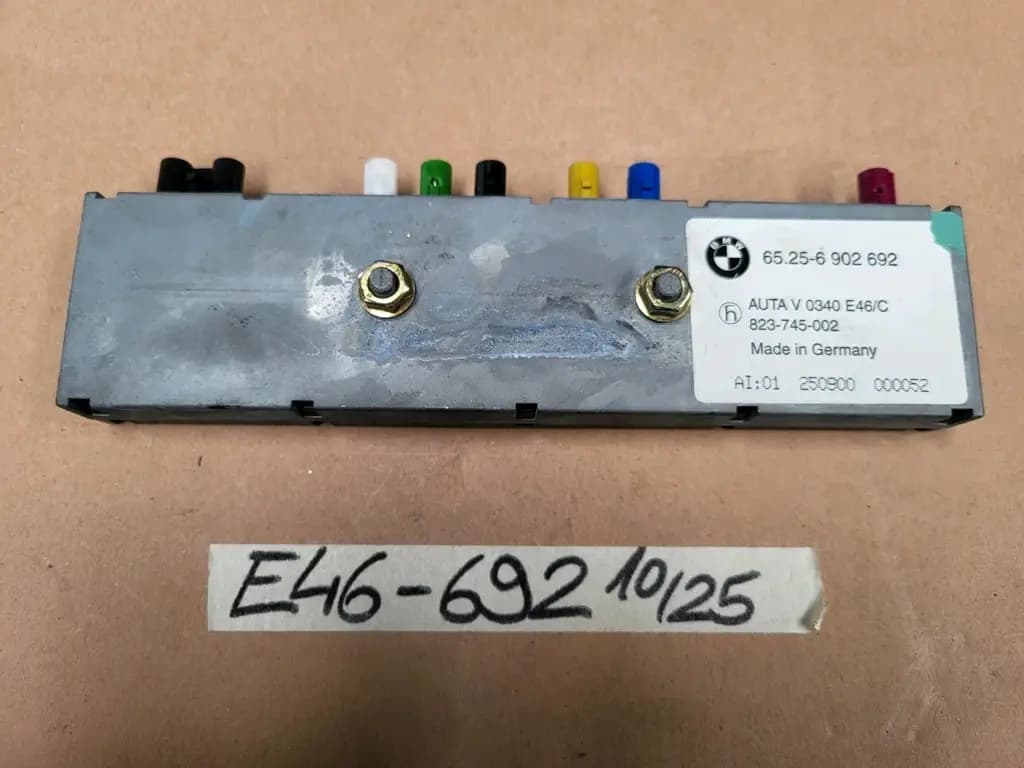 BMW
65.25-6 902 692
h
AUTA V 0340 E46/C
823-745-002
Made in Germany
AI:01 250900 000052
E46-692 10/25